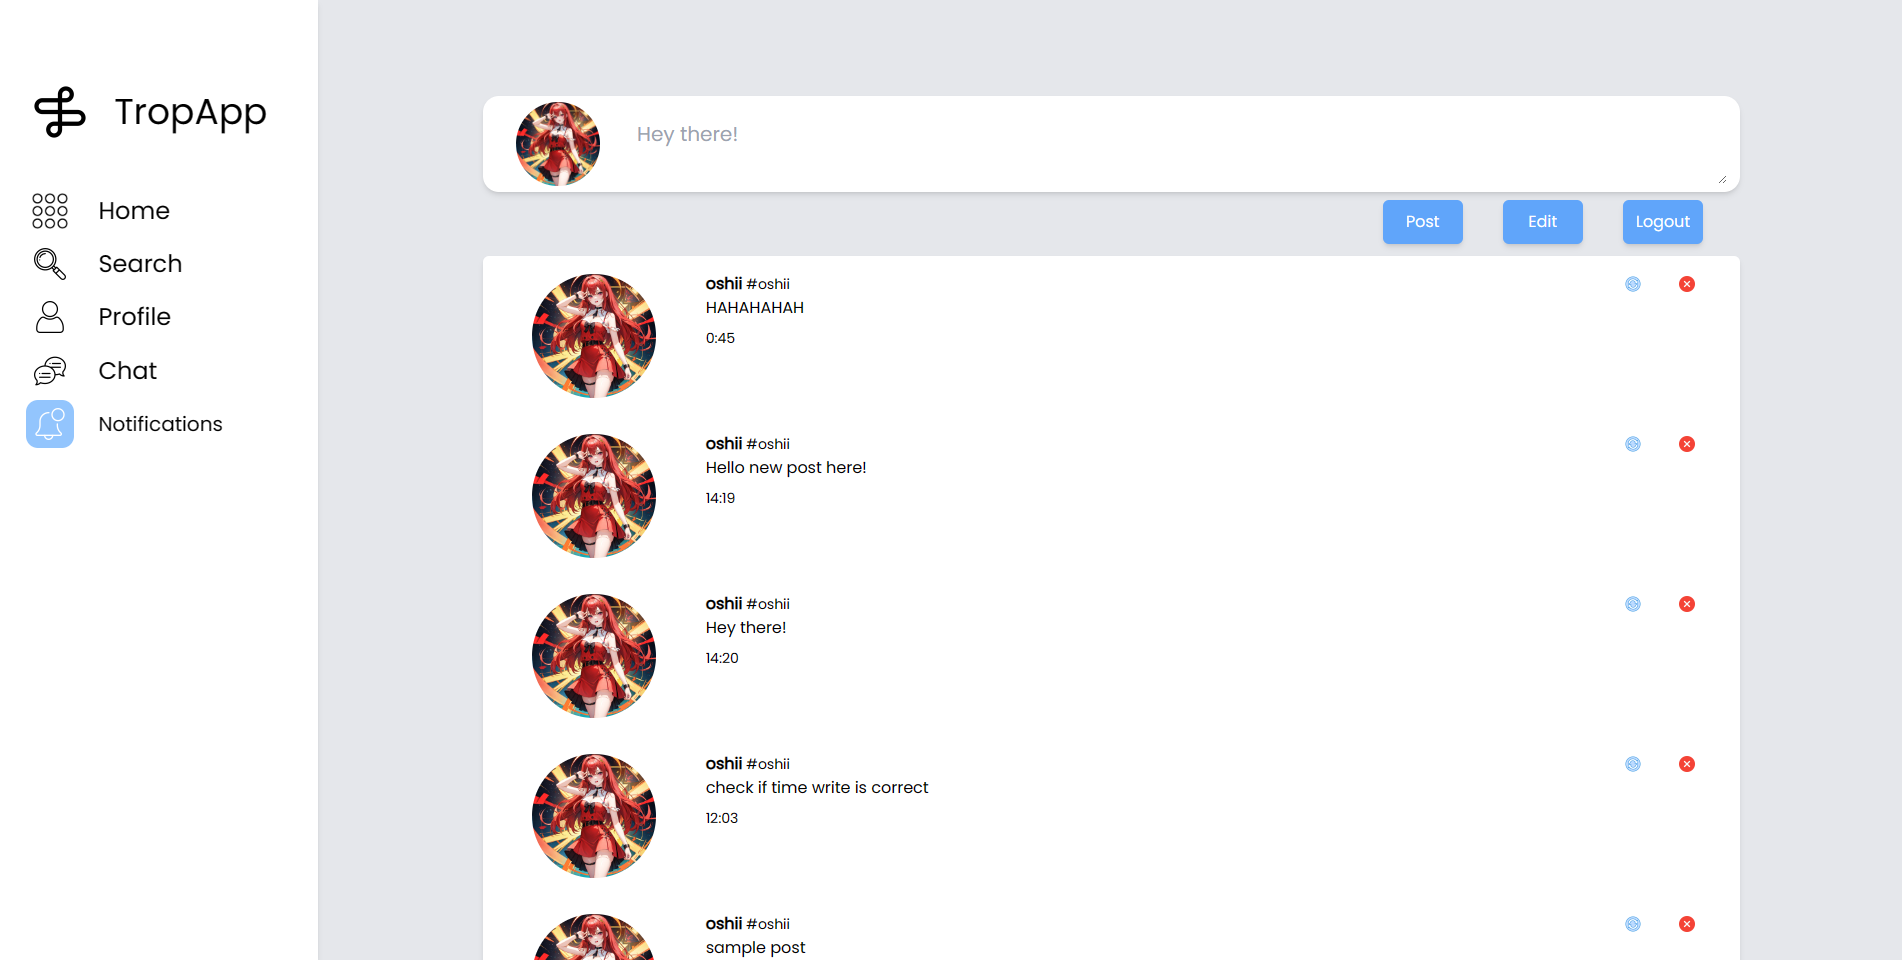 TropApp
Home
Search
Profile
Chat
Notifications
Hey there!
Post
Edit
Logout
oshii #oshii
HAHAHAHAH
0:45
oshii #oshii
Hello new post here!
14:19
oshii #oshii
Hey there!
14:20
oshii #oshii
check if time write is correct
12:03
oshii #oshii
sample post